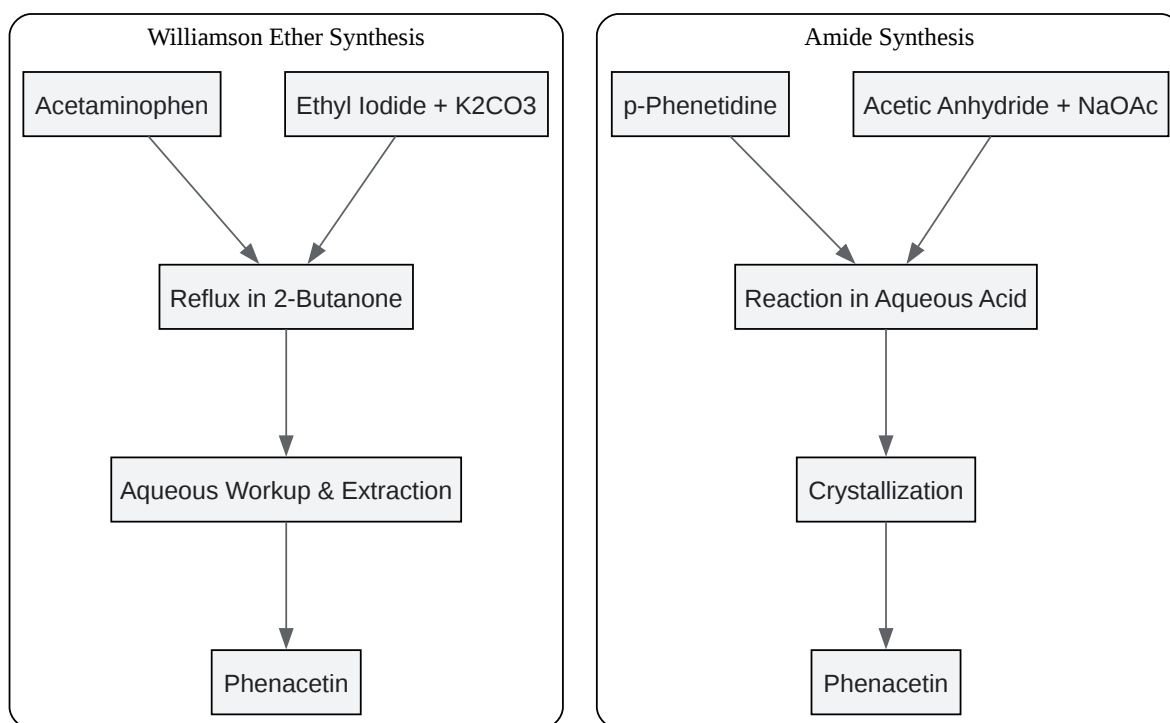 Williamson Ether Synthesis
Acetaminophen
Ethyl Iodide + K2CO3
Reflux in 2-Butanone
Aqueous Workup & Extraction
Phenacetin
Amide Synthesis
p-Phenetidine
Acetic Anhydride + NaOAc
Reaction in Aqueous Acid
Crystallization
Phenacetin